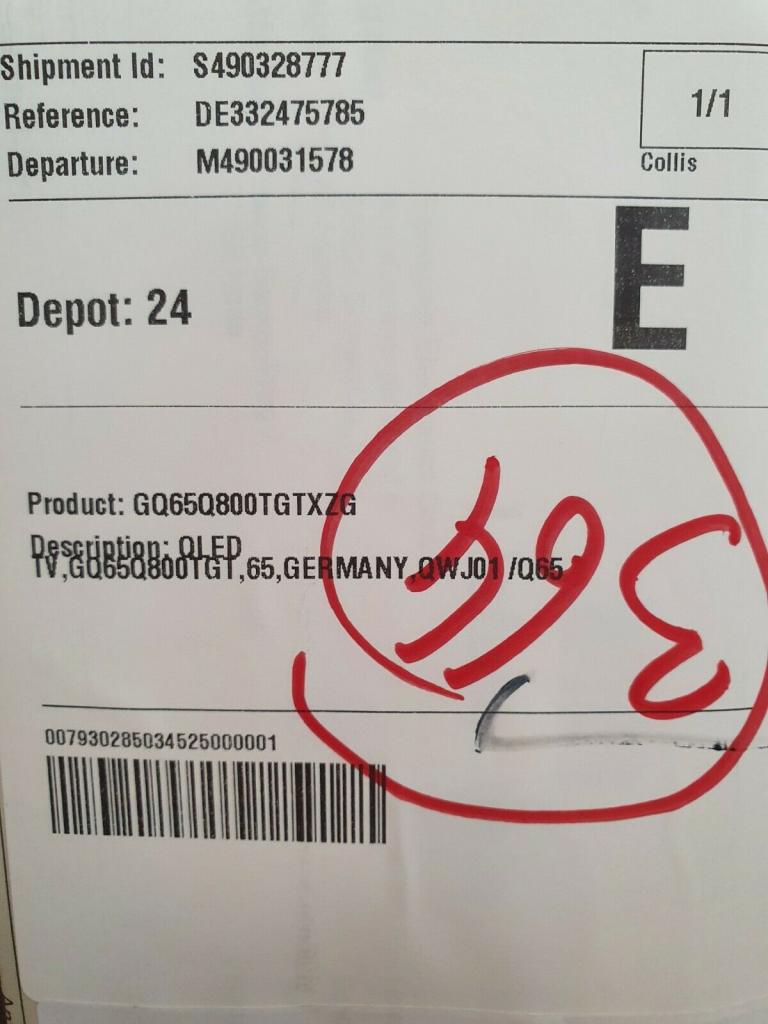 Shipment Id: S490328777
Reference: DE332475785
Departure: M490031578
1/1
Collis
E
Depot: 24
Product: GQ65Q800TGTXZG
Description: QLED
TV,GQ65Q800TGT,65,GERMANY,QWJ01 /Q65
007930285034525000001